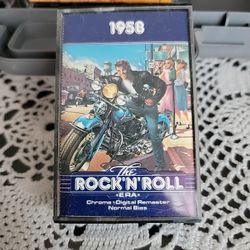 1958
The
ROCK'N'ROLL
•ERA•
Chrome • Digital Remaster
Normal Bias